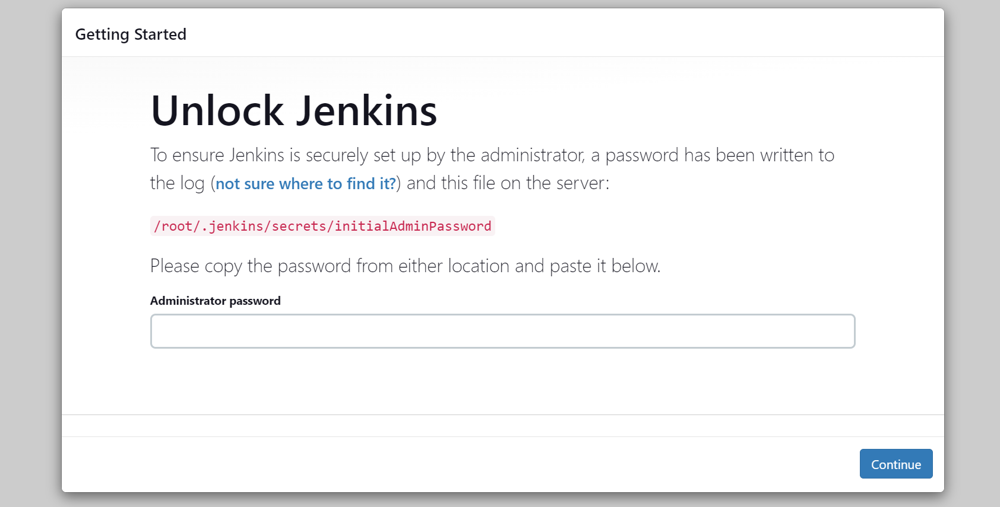 Getting Started
Unlock Jenkins
To ensure Jenkins is securely set up by the administrator, a password has been written to
the log (not sure where to find it?) and this file on the server:
/root/.jenkins/secrets/initialAdminPassword
Please copy the password from either location and paste it below.
Administrator password
Continue